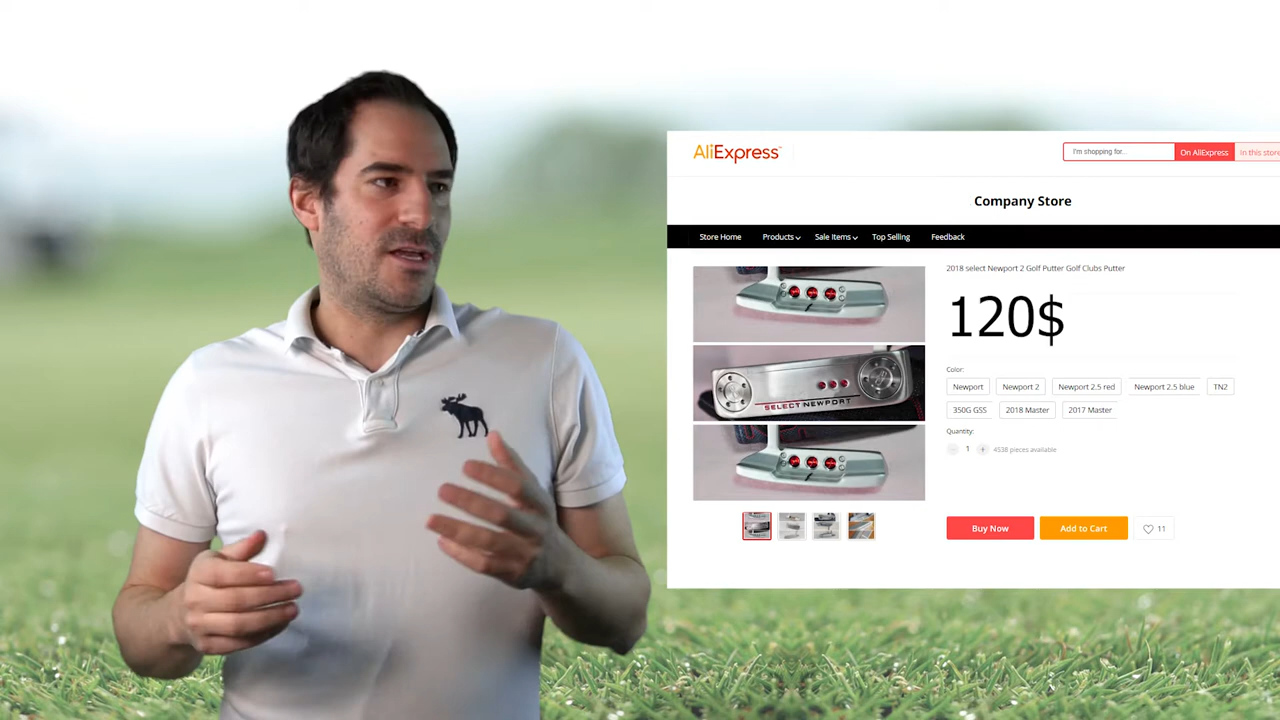 AliExpress
I'm shopping for..
On AliExpress
In this store
Company Store
Store Home
Products
Sale Items
Top Selling
Feedback
2018 select Newport 2 Golf Putter Golf Clubs Putter
120$
SELECT NEWPORT
Color:
Newport
Newport 2
Newport 2.5 red
Newport 2.5 blue
TN2
350G GSS
2018 Master
2017 Master
Quantity:
- 1 + 4538 pieces available
Buy Now
Add to Cart
11